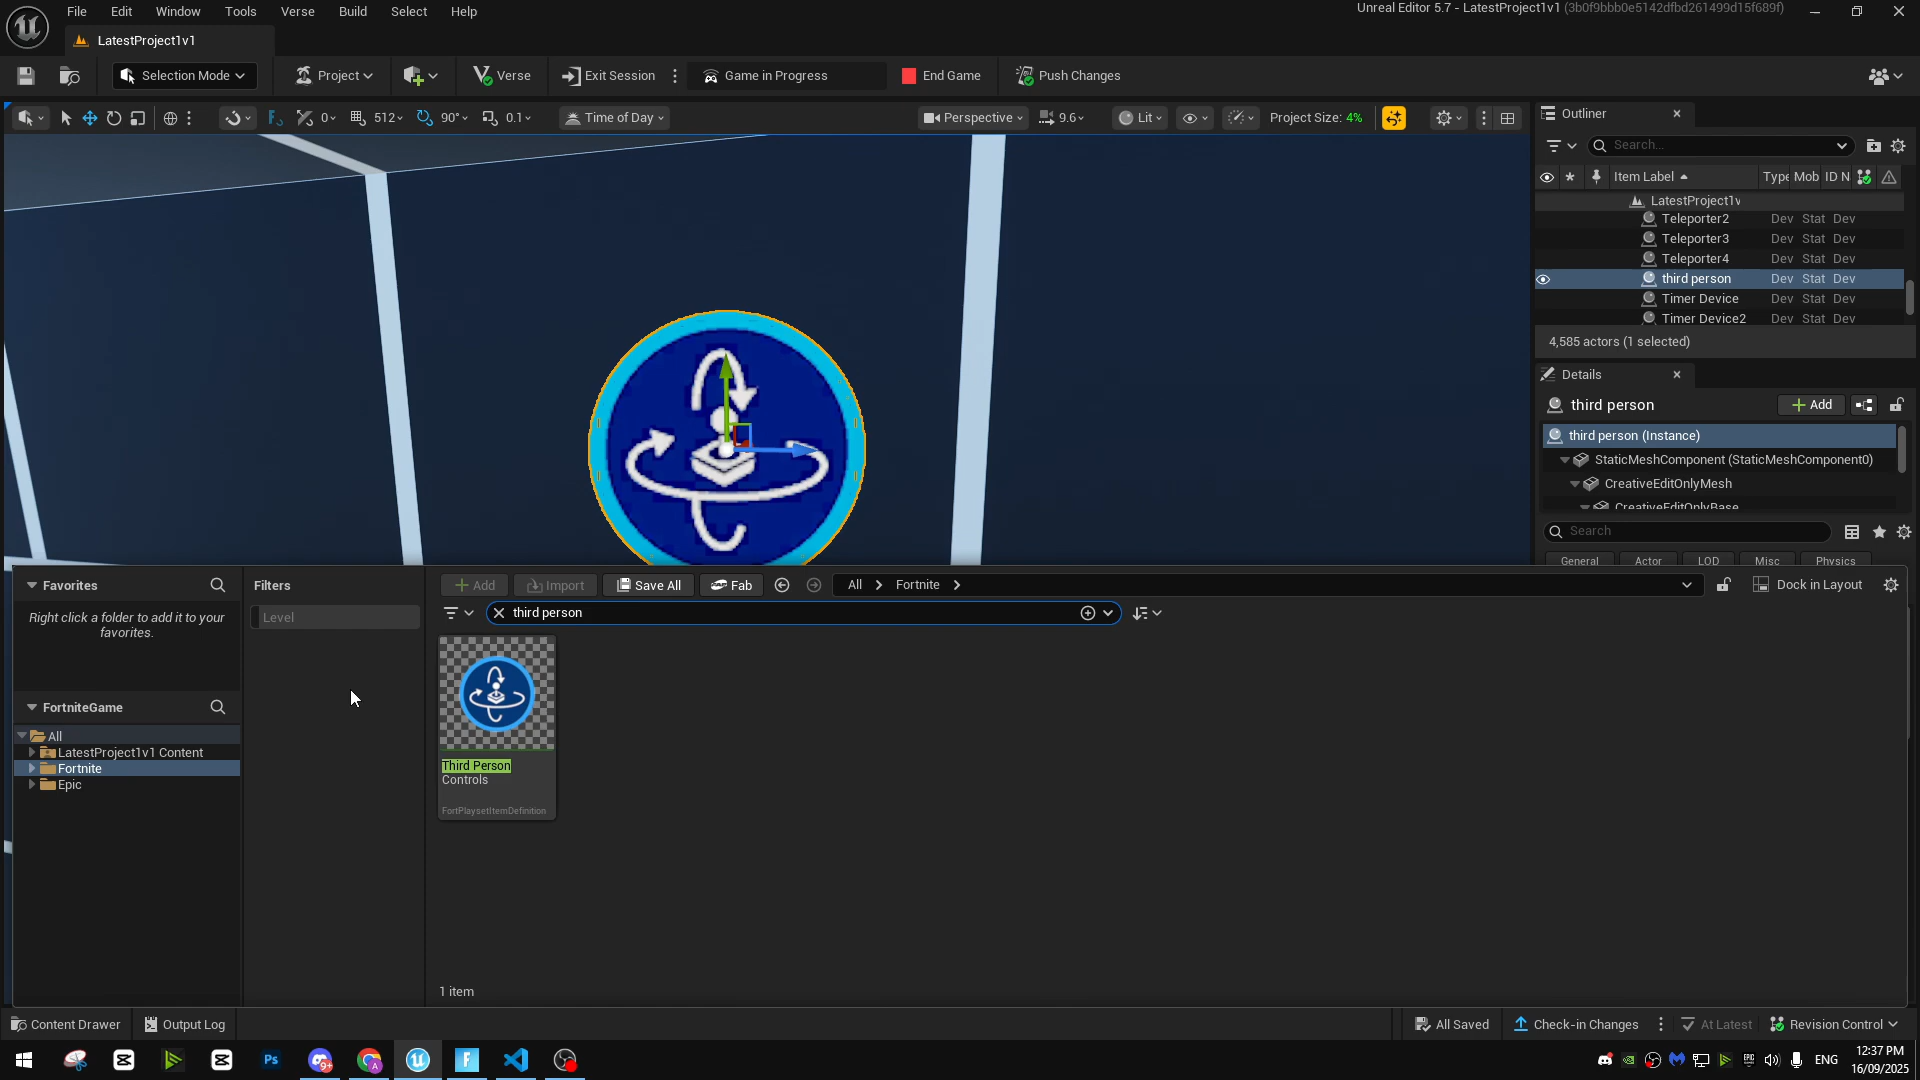 File Edit Window Tools Verse Build Select Help
Unreal Editor 5.7 - LatestProject1v1 (3b0f9bbb0e5142dfbd261499d15f689f)
LatestProject1v1
Selection Mode Project Verse Exit Session Game in Progress End Game Push Changes
0 512 90° 0.1 Time of Day Perspective 9.6 Lit Project Size: 4%
Outliner
Search...
Item Label Type Mob ID N
LatestProject1v
Teleporter2 Dev Stat Dev
Teleporter3 Dev Stat Dev
Teleporter4 Dev Stat Dev
third person Dev Stat Dev
Timer Device Dev Stat Dev
Timer Device2 Dev Stat Dev
4,585 actors (1 selected)
Details
third person Add
third person (Instance)
StaticMeshComponent (StaticMeshComponent0)
CreativeEditOnlyMesh
CreativeEditOnlyBase
Search
General Actor LOD Misc Physics
Favorites
Right click a folder to add it to your
favorites.
FortniteGame
All
LatestProject1v1 Content
Fortnite
Epic
Filters
Level
Add Import Save All Fab All Fortnite Dock in Layout
third person
Third Person
Controls
FortPlaysetItemDefinition
1 item
Content Drawer Output Log All Saved Check-in Changes At Latest Revision Control
Ps 9+ A F EPIC ENG
12:37 PM
16/09/2025